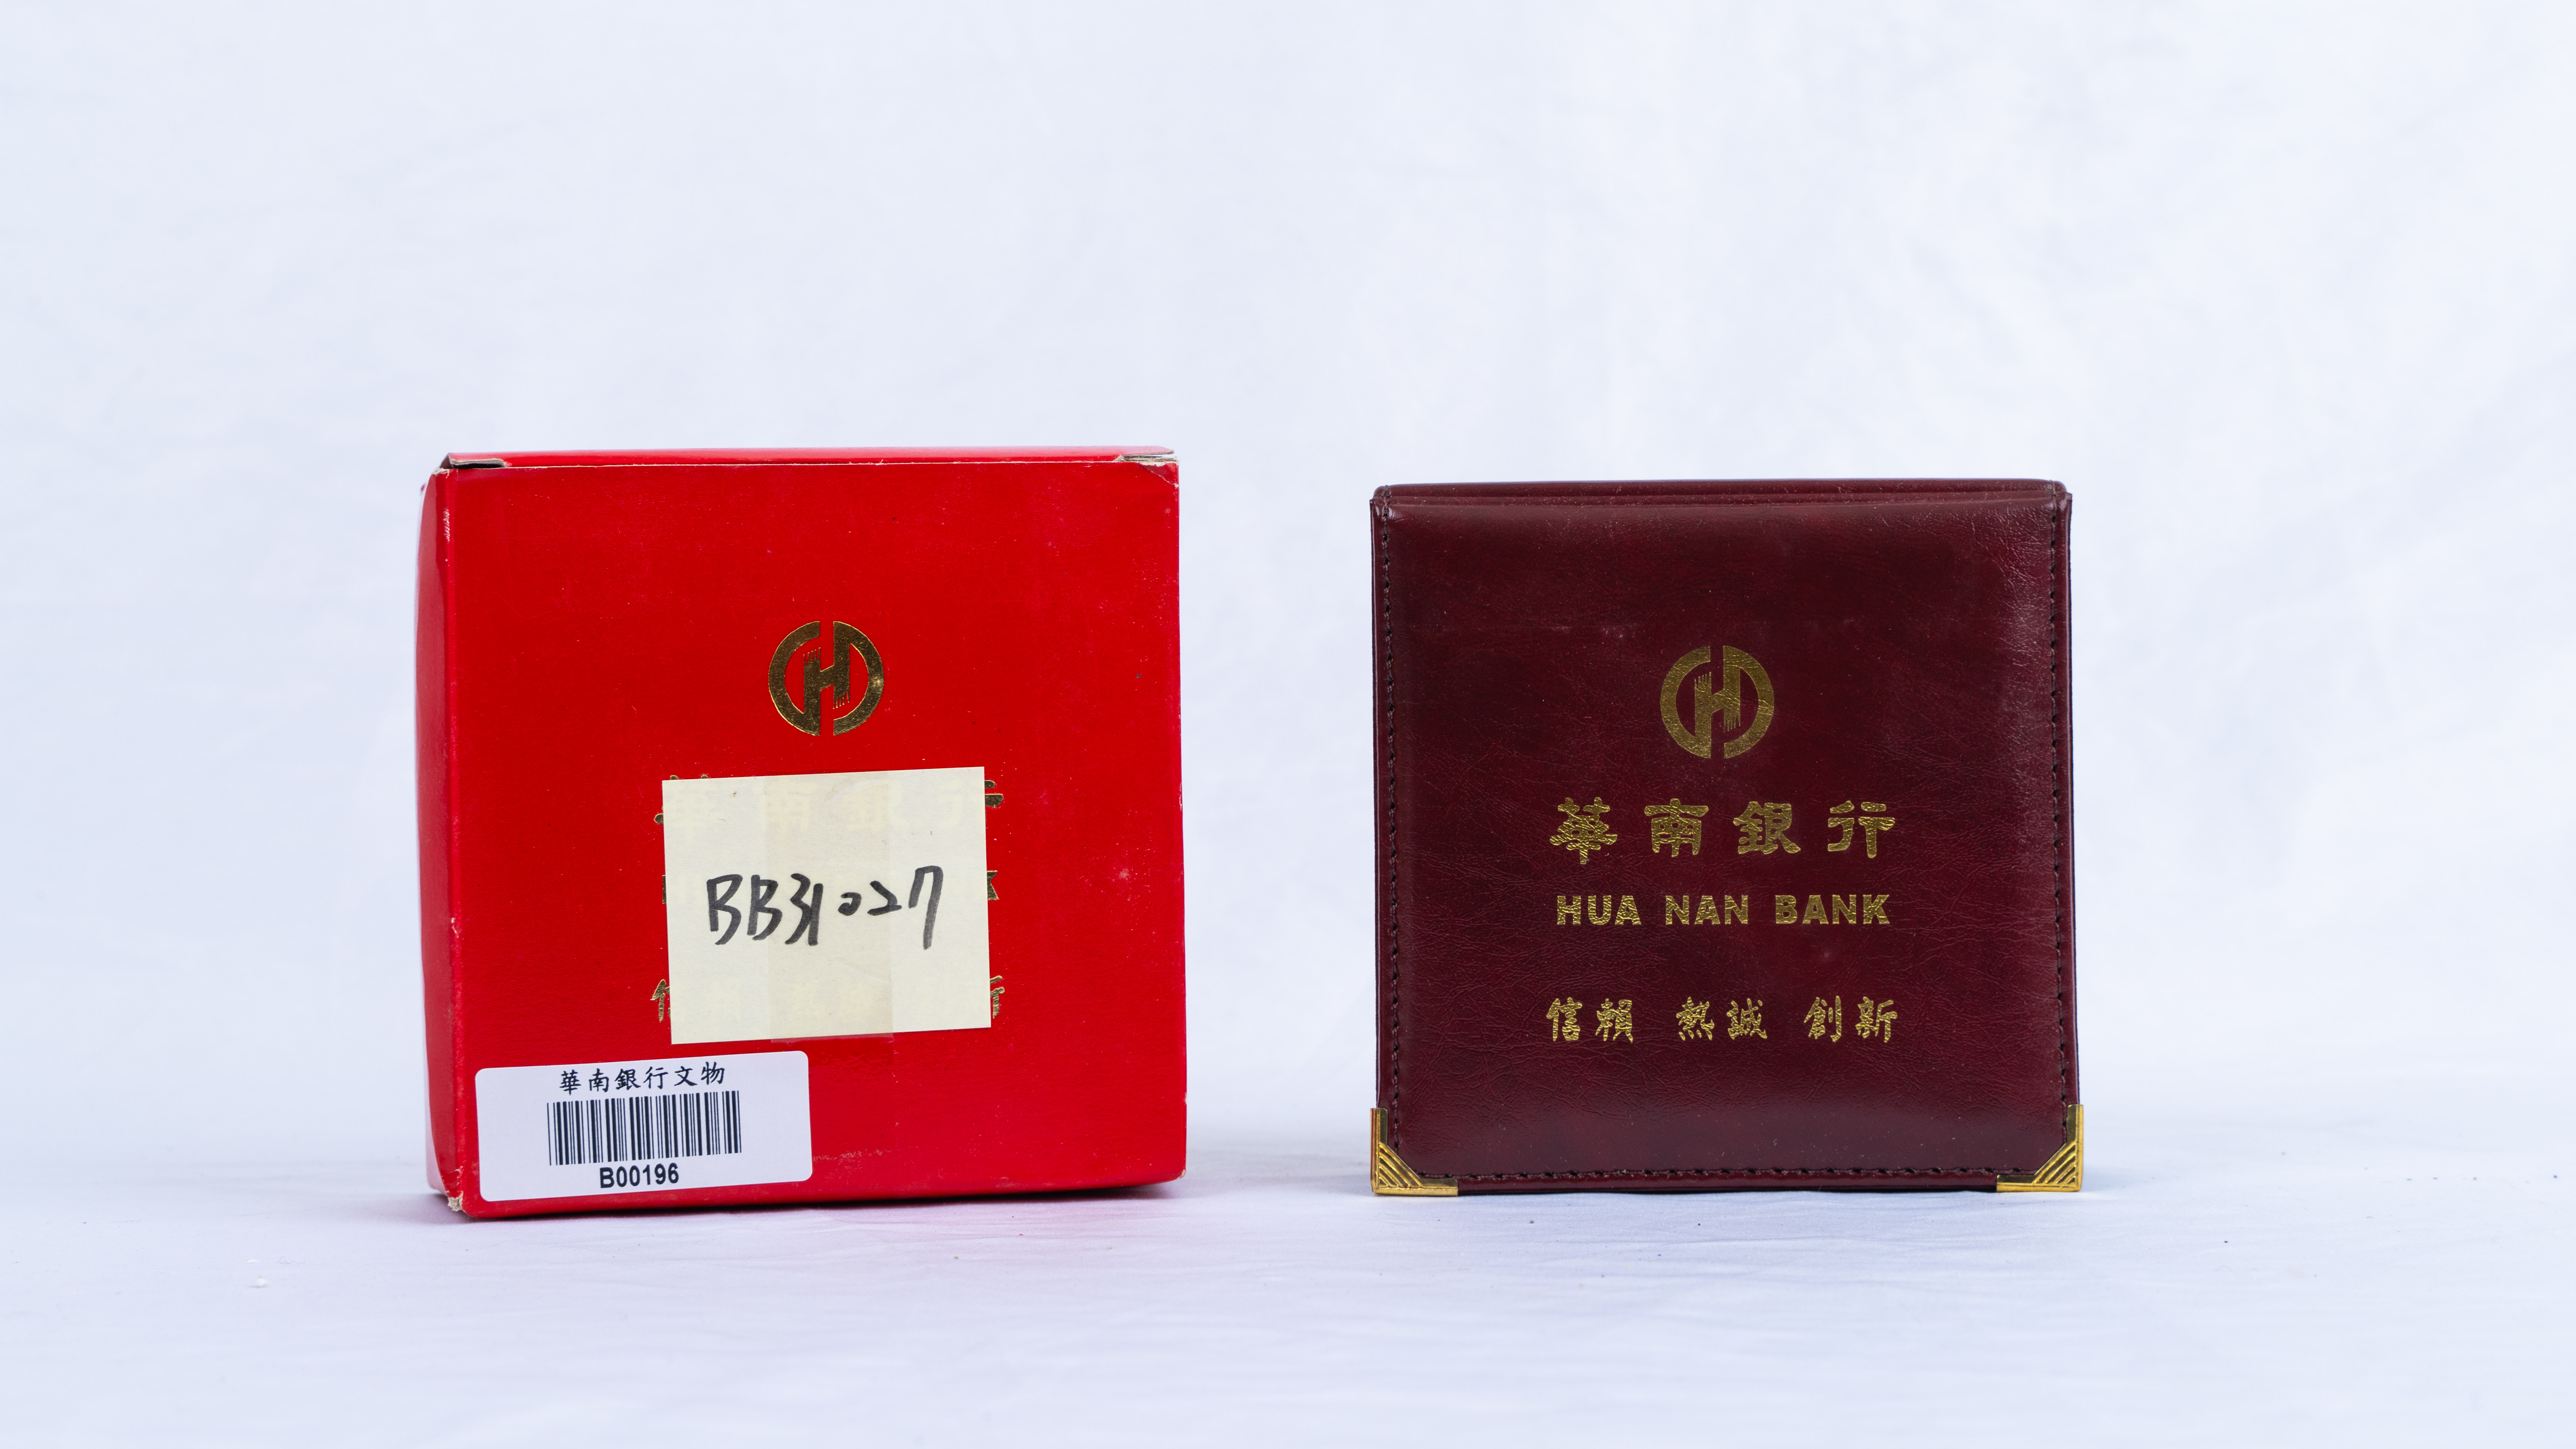 BB31027
華南銀行文物
B00196
華南銀行
HUA NAN BANK
信賴 熱誠 創新